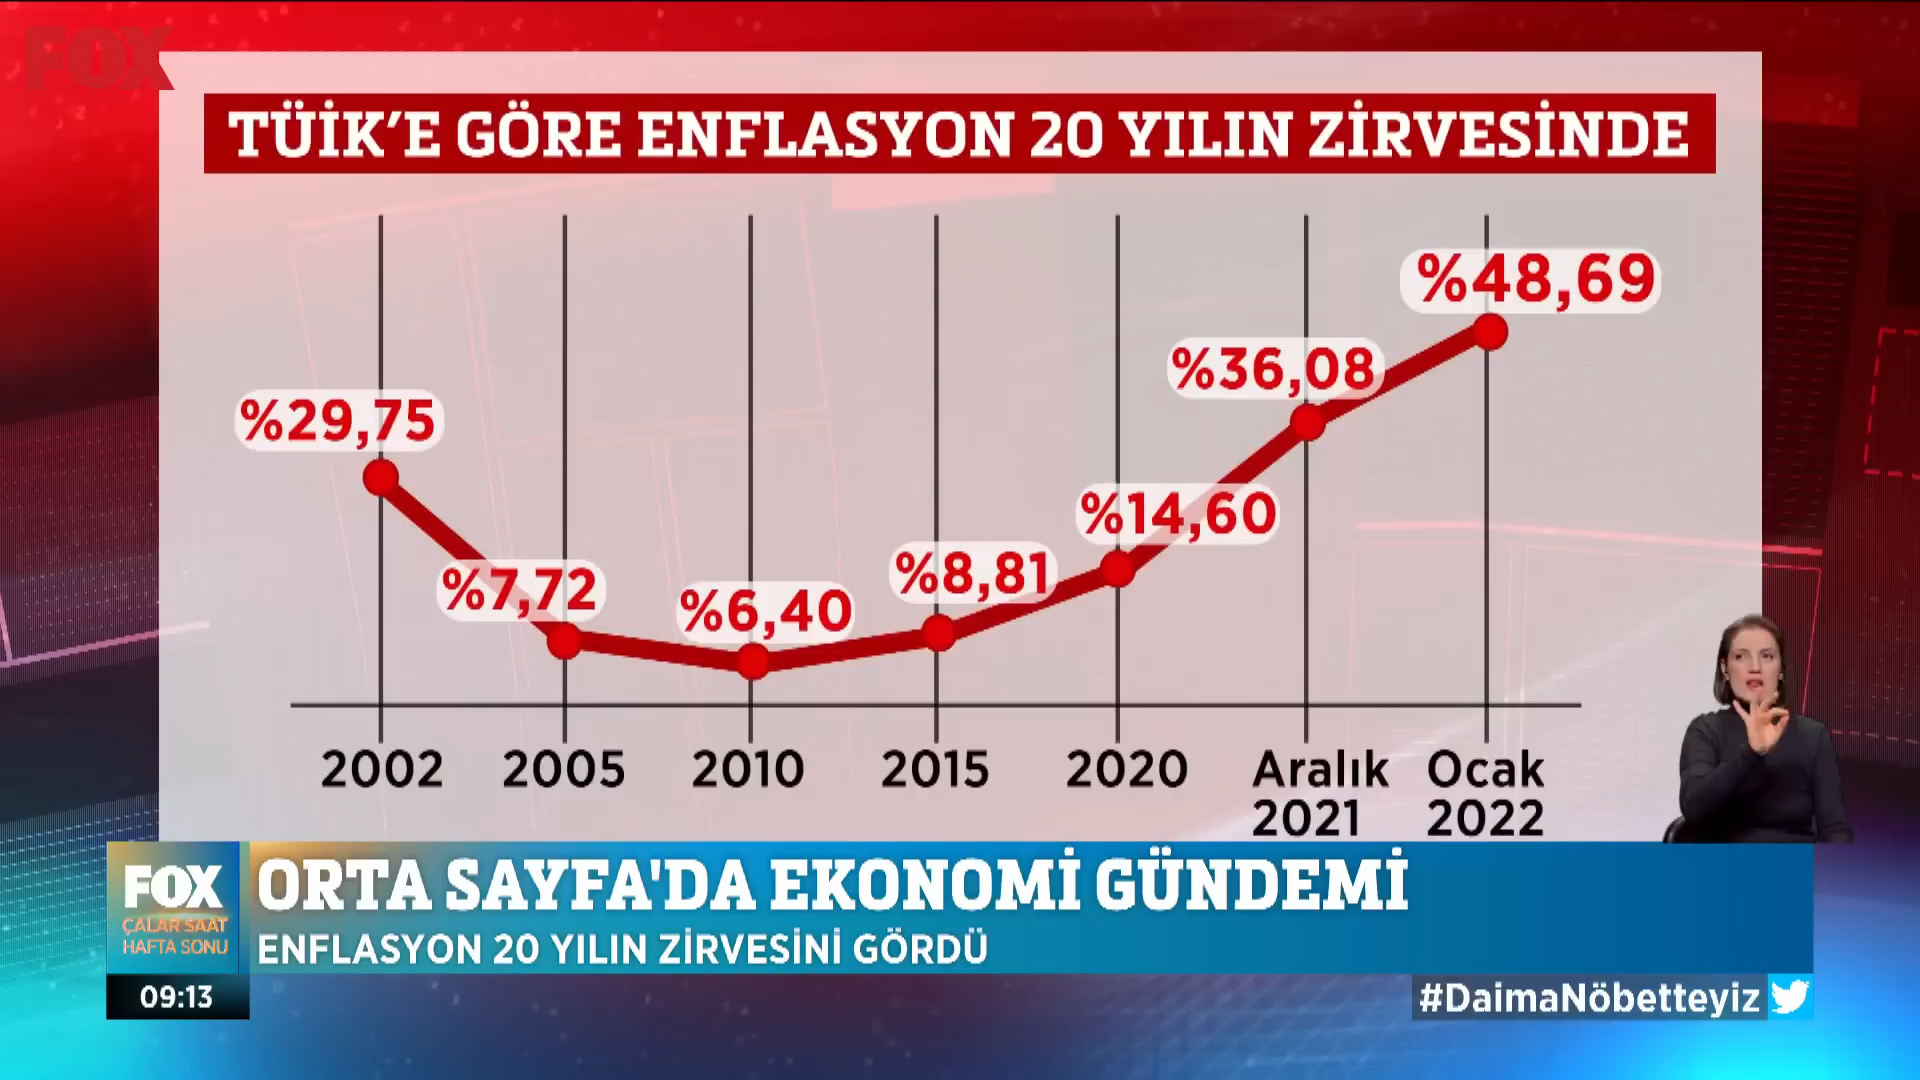 FOX
TÜİK’E GÖRE ENFLASYON 20 YILIN ZİRVESİNDE
%29,75
%7,72
%6,40
%8,81
%14,60
%36,08
%48,69
2002
2005
2010
2015
2020
Aralık
2021
Ocak
2022
FOX
ÇALAR SAAT
HAFTA SONU
ORTA SAYFA'DA EKONOMİ GÜNDEMİ
ENFLASYON 20 YILIN ZİRVESİNİ GÖRDÜ
09:13
#DaimaNöbetteyiz